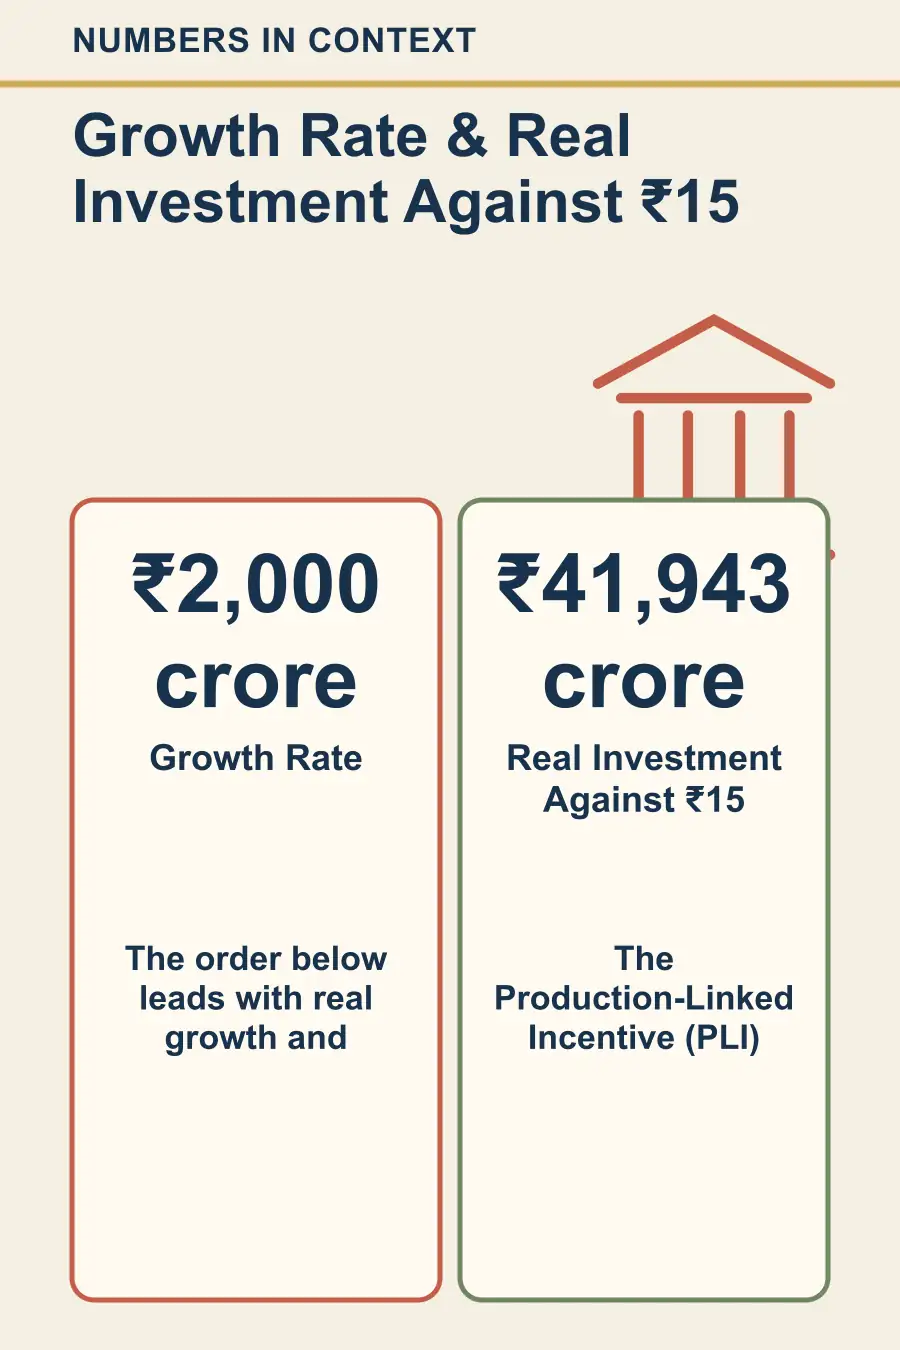 NUMBERS IN CONTEXT
Growth Rate & Real
Investment Against ₹15
₹2,000
crore
Growth Rate
The order below
leads with real
growth and
₹41,943
crore
Real Investment
Against ₹15
The
Production-Linked
Incentive (PLI)